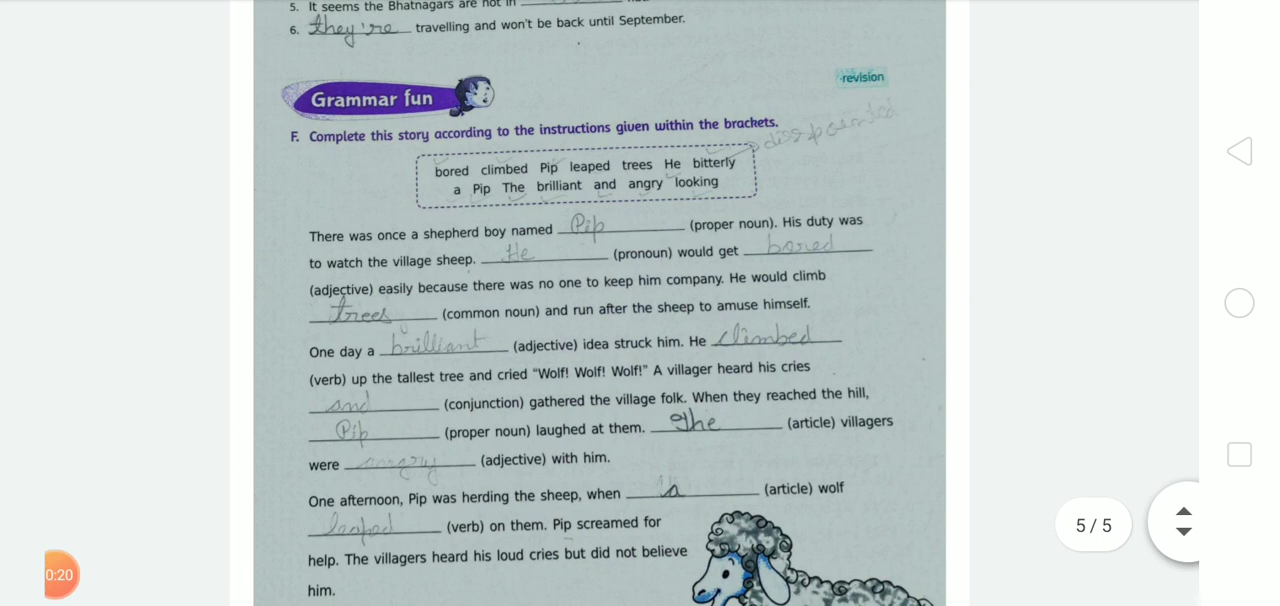 5. It seems the Bhatnagars are not in
6. they're travelling and won't be back until September.
revision
Grammar fun
F. Complete this story according to the instructions given within the brackets.
disspointed
bored climbed Pip leaped trees He bitterly
a Pip The brilliant and angry looking
There was once a shepherd boy named Pip (proper noun). His duty was
to watch the village sheep. He (pronoun) would get bored
(adjective) easily because there was no one to keep him company. He would climb
trees (common noun) and run after the sheep to amuse himself.
One day a brilliant (adjective) idea struck him. He climbed
(verb) up the tallest tree and cried "Wolf! Wolf! Wolf!" A villager heard his cries
and (conjunction) gathered the village folk. When they reached the hill,
Pip (proper noun) laughed at them. The (article) villagers
were angry (adjective) with him.
One afternoon, Pip was herding the sheep, when a (article) wolf
leaped (verb) on them. Pip screamed for
help. The villagers heard his loud cries but did not believe
him.
5 / 5
0:20